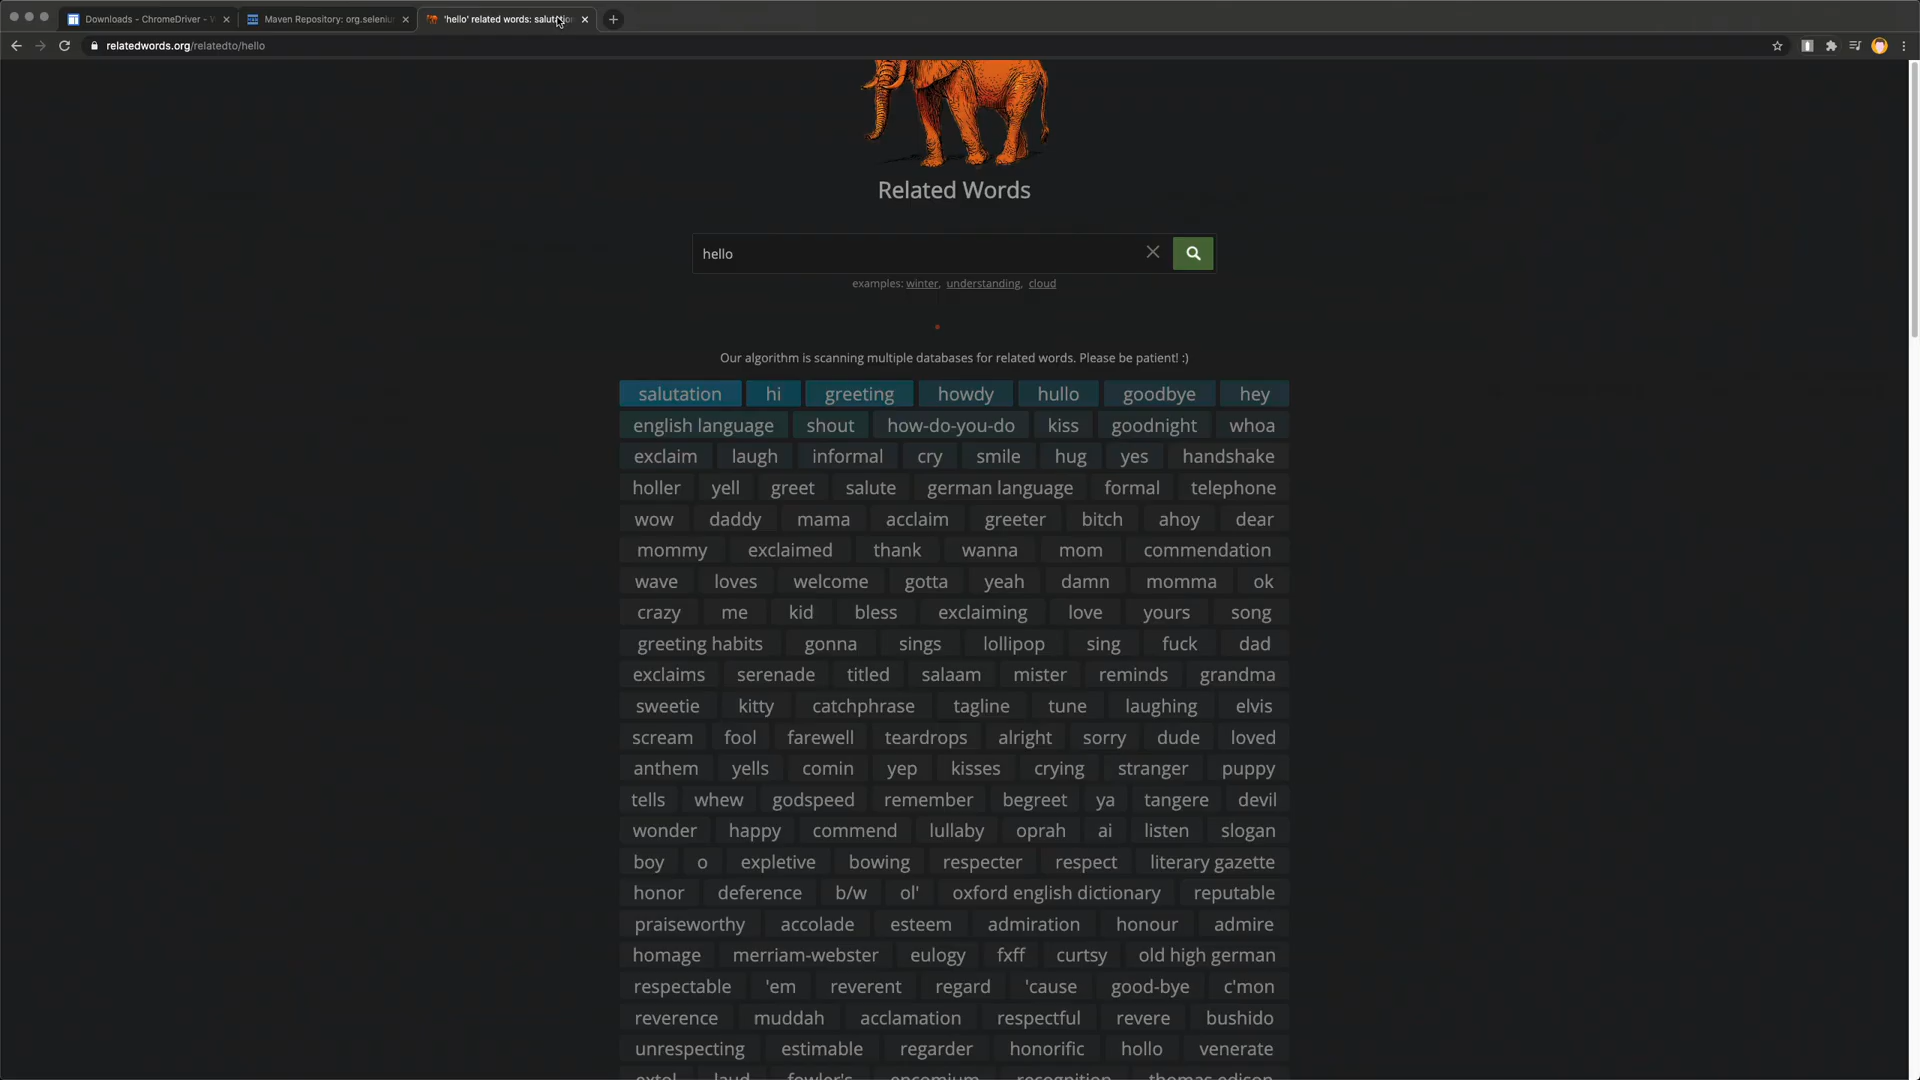 Downloads - ChromeDriver - W
Maven Repository: org.seleniu
'hello' related words: salutation
relatedwords.org/relatedto/hello
Related Words
hello
examples: winter, understanding, cloud
Our algorithm is scanning multiple databases for related words. Please be patient! :)
salutation hi greeting howdy hullo goodbye hey
english language shout how-do-you-do kiss goodnight whoa
exclaim laugh informal cry smile hug yes handshake
holler yell greet salute german language formal telephone
wow daddy mama acclaim greeter bitch ahoy dear
mommy exclaimed thank wanna mom commendation
wave loves welcome gotta yeah damn momma ok
crazy me kid bless exclaiming love yours song
greeting habits gonna sings lollipop sing fuck dad
exclaims serenade titled salaam mister reminds grandma
sweetie kitty catchphrase tagline tune laughing elvis
scream fool farewell teardrops alright sorry dude loved
anthem yells comin yep kisses crying stranger puppy
tells whew godspeed remember begreet ya tangere devil
wonder happy commend lullaby oprah ai listen slogan
boy o expletive bowing respecter respect literary gazette
honor deference b/w ol' oxford english dictionary reputable
praiseworthy accolade esteem admiration honour admire
homage merriam-webster eulogy fxff curtsy old high german
respectable 'em reverent regard 'cause good-bye c'mon
reverence muddah acclamation respectful revere bushido
unrespecting estimable regarder honorific hollo venerate
extol laud fowler's encomium recognition thomas edison